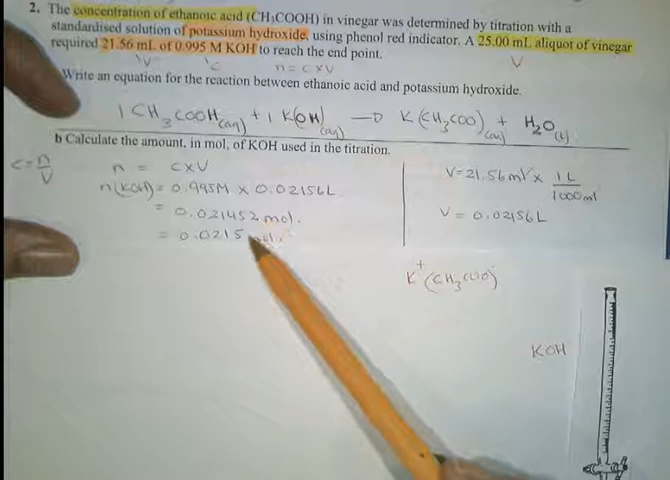 2. The concentration of ethanoic acid (CH₃COOH) in vinegar was determined by titration with a
standardised solution of potassium hydroxide, using phenol red indicator. A 25.00 mL aliquot of vinegar
required 21.56 mL of 0.995 M KOH to reach the end point.
V c n = c x V V
Write an equation for the reaction between ethanoic acid and potassium hydroxide.
1 CH₃COOH(aq) + 1 K(OH)(aq) → K(CH₃COO)(aq) + H₂O(l)
b Calculate the amount, in mol, of KOH used in the titration.
c = n/V
n = c x V
n(KOH) = 0.995M x 0.02156L
= 0.021452 mol.
= 0.0215 mol.
V = 21.56 ml x 1L/1000ml
V = 0.02156L
K⁺(CH₃COO)⁻
KOH